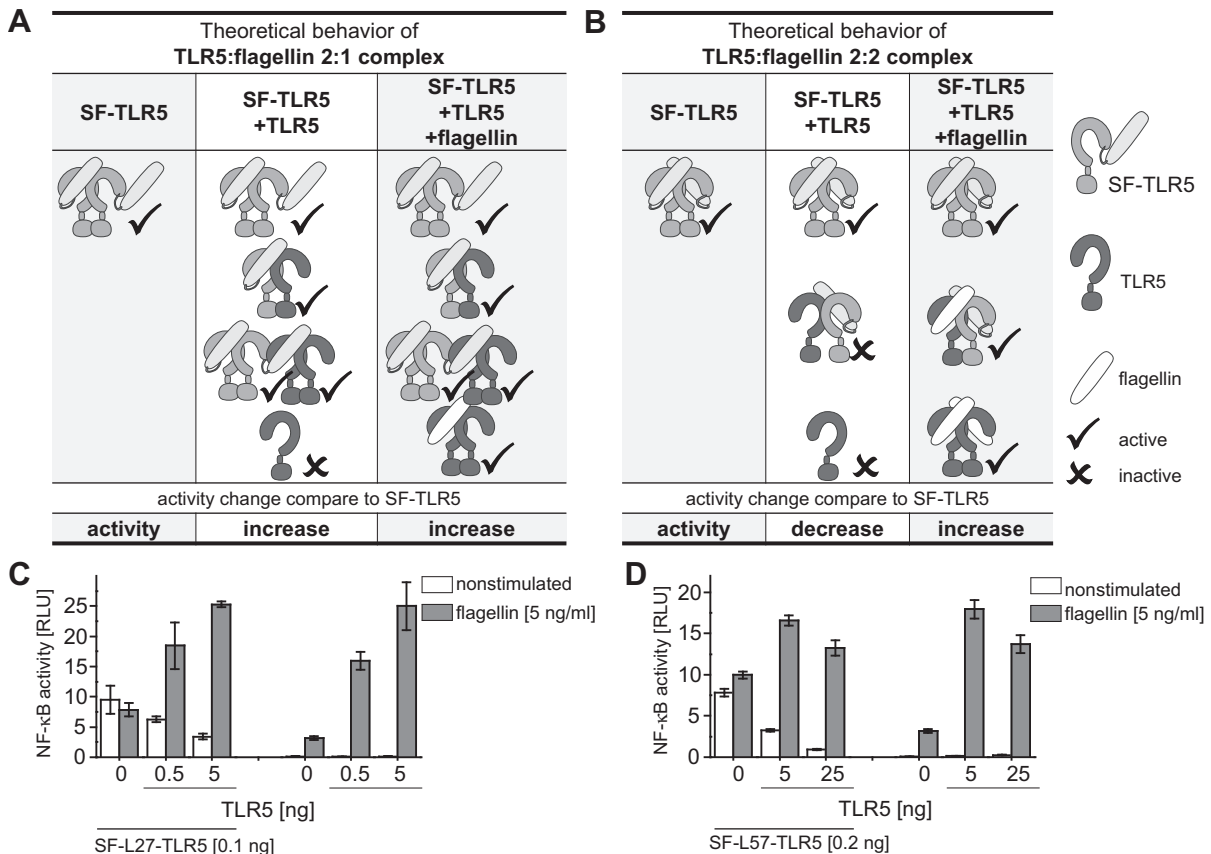 A
Theoretical behavior of
TLR5:flagellin 2:1 complex
SF-TLR5
SF-TLR5
+TLR5
SF-TLR5
+TLR5
+flagellin
activity change compare to SF-TLR5
activity
increase
increase
B
Theoretical behavior of
TLR5:flagellin 2:2 complex
SF-TLR5
SF-TLR5
+TLR5
SF-TLR5
+TLR5
+flagellin
activity change compare to SF-TLR5
activity
decrease
increase
SF-TLR5
TLR5
flagellin
active
inactive
C
NF-κB activity [RLU]
25
20
15
10
5
0
nonstimulated
flagellin [5 ng/ml]
0 0.5 5 0 0.5 5
TLR5 [ng]
SF-L27-TLR5 [0.1 ng]
D
NF-κB activity [RLU]
20
15
10
5
0
nonstimulated
flagellin [5 ng/ml]
0 5 25 0 5 25
TLR5 [ng]
SF-L57-TLR5 [0.2 ng]